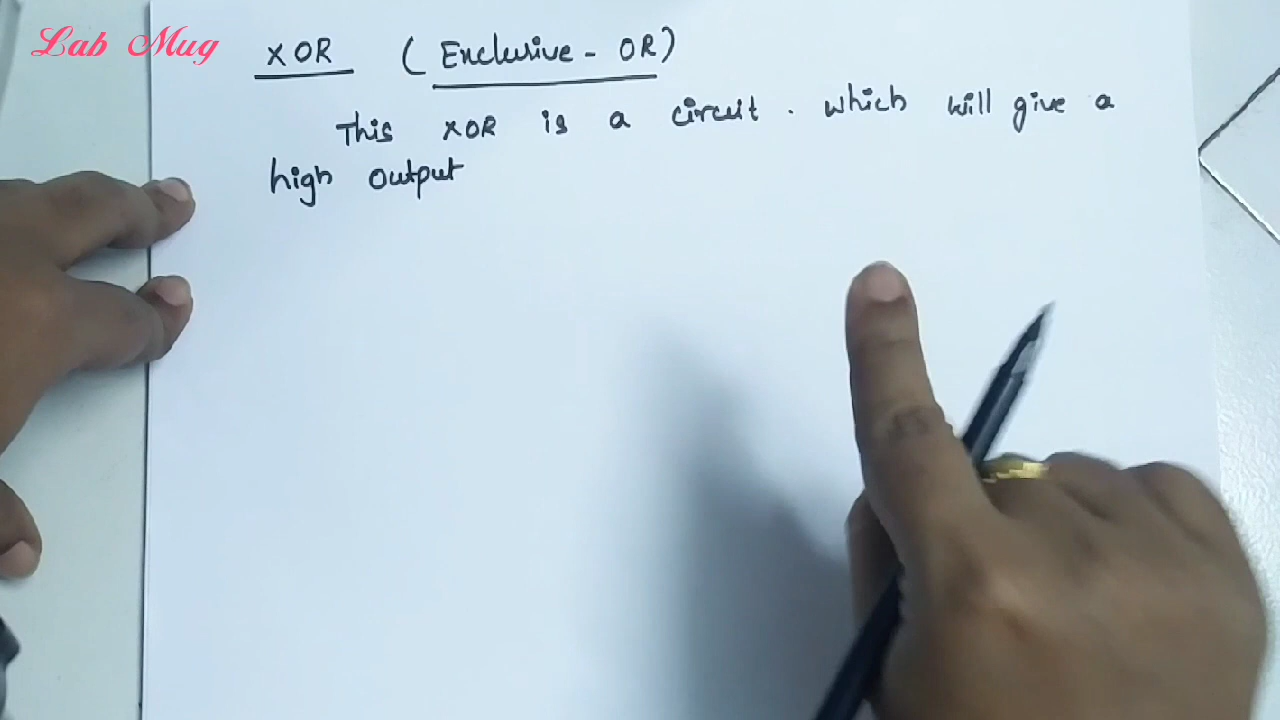 Lab Mug
XOR (Exclusive - OR)
This XOR is a circuit. which will give a
high output